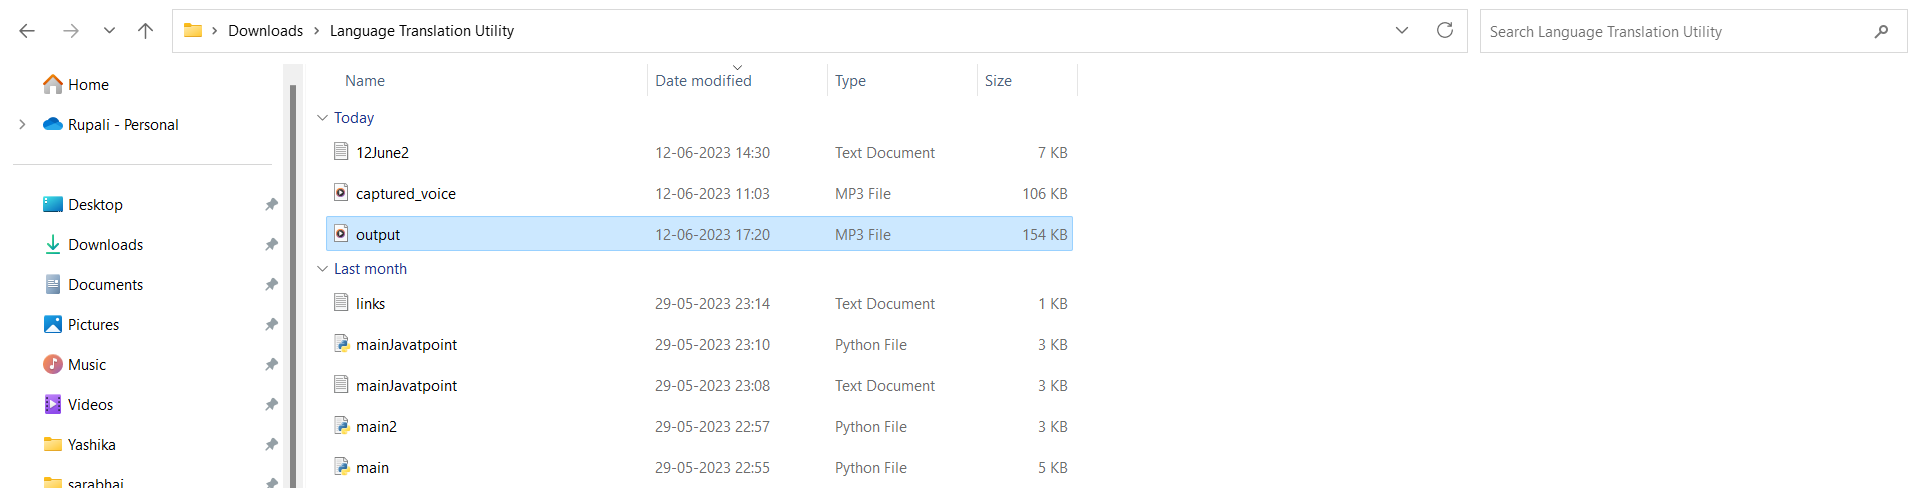 Downloads > Language Translation Utility
Search Language Translation Utility
Home
Rupali - Personal
Desktop
Downloads
Documents
Pictures
Music
Videos
Yashika
sarabhai
Name Date modified Type Size
Today
12June2 12-06-2023 14:30 Text Document 7 KB
captured_voice 12-06-2023 11:03 MP3 File 106 KB
output 12-06-2023 17:20 MP3 File 154 KB
Last month
links 29-05-2023 23:14 Text Document 1 KB
mainJavatpoint 29-05-2023 23:10 Python File 3 KB
mainJavatpoint 29-05-2023 23:08 Text Document 3 KB
main2 29-05-2023 22:57 Python File 3 KB
main 29-05-2023 22:55 Python File 5 KB